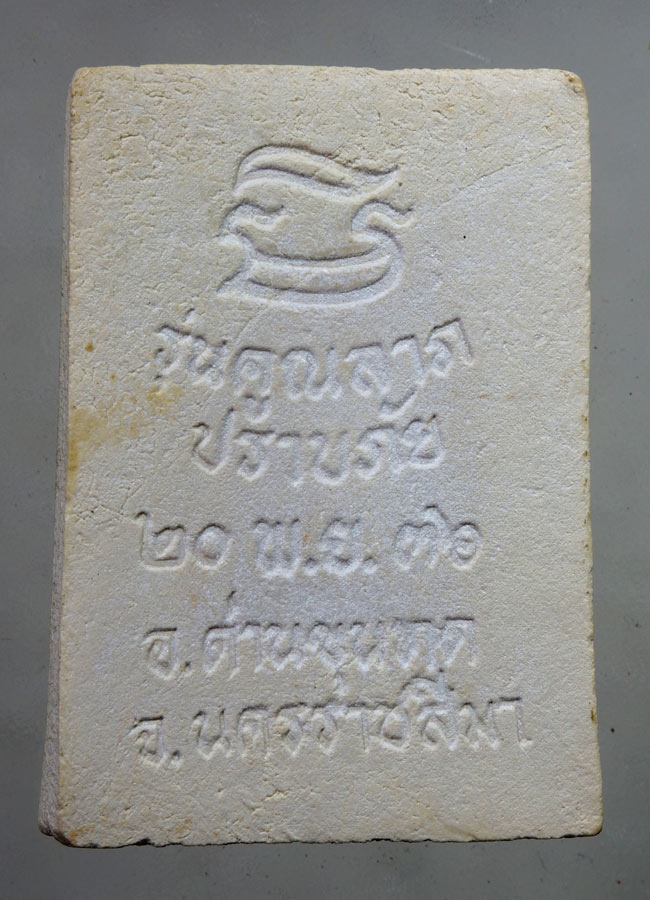 รุ่นคูณลาภ
ปราบภัย
๒๐ พ.ย. ๓๖
อ.ด่านขุนทด
จ.นครราชสีมา